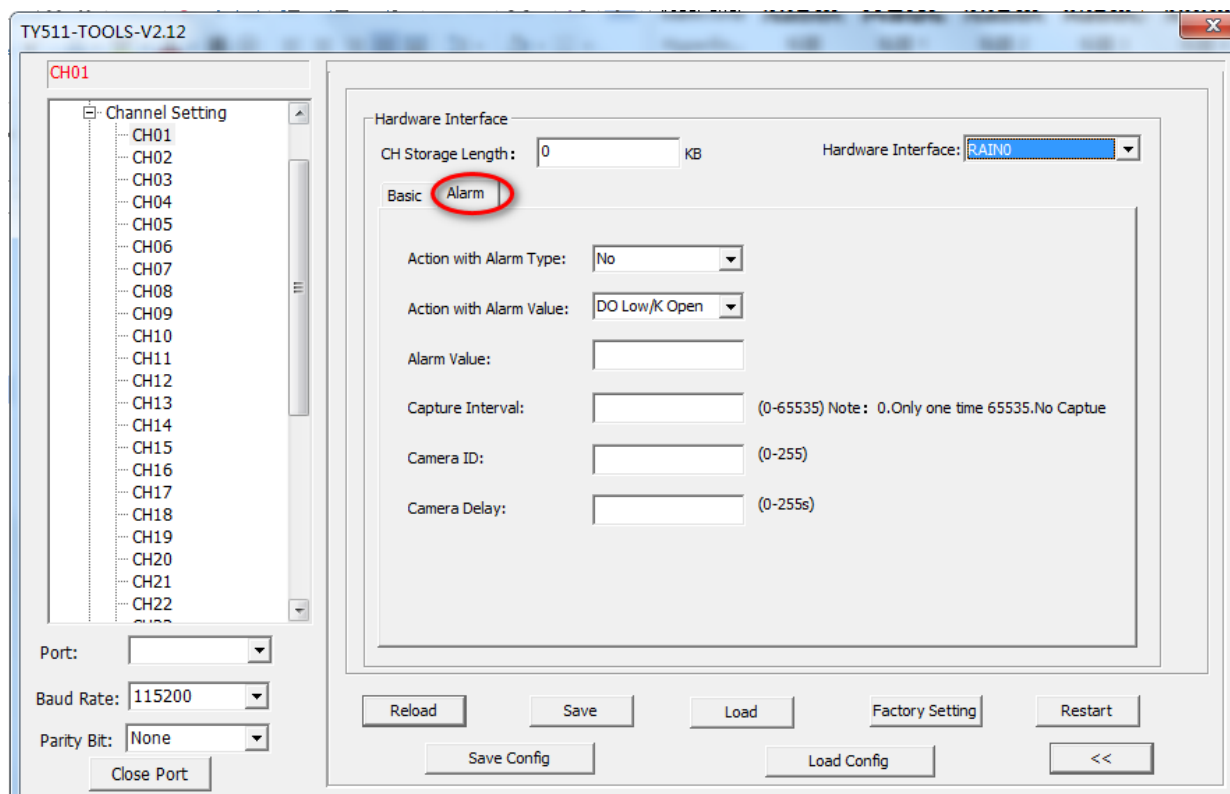 TY511-TOOLS-V2.12
CH01
Channel Setting
CH01
CH02
CH03
CH04
CH05
CH06
CH07
CH08
CH09
CH10
CH11
CH12
CH13
CH14
CH15
CH16
CH17
CH18
CH19
CH20
CH21
CH22
Port:
Baud Rate: 115200
Parity Bit: None
Close Port
Hardware Interface
CH Storage Length: 0 KB Hardware Interface: RAIN0
Basic Alarm
Action with Alarm Type: No
Action with Alarm Value: DO Low/K Open
Alarm Value:
Capture Interval: (0-65535) Note: 0.Only one time 65535.No Captue
Camera ID: (0-255)
Camera Delay: (0-255s)
Reload Save Load Factory Setting Restart
Save Config Load Config <<